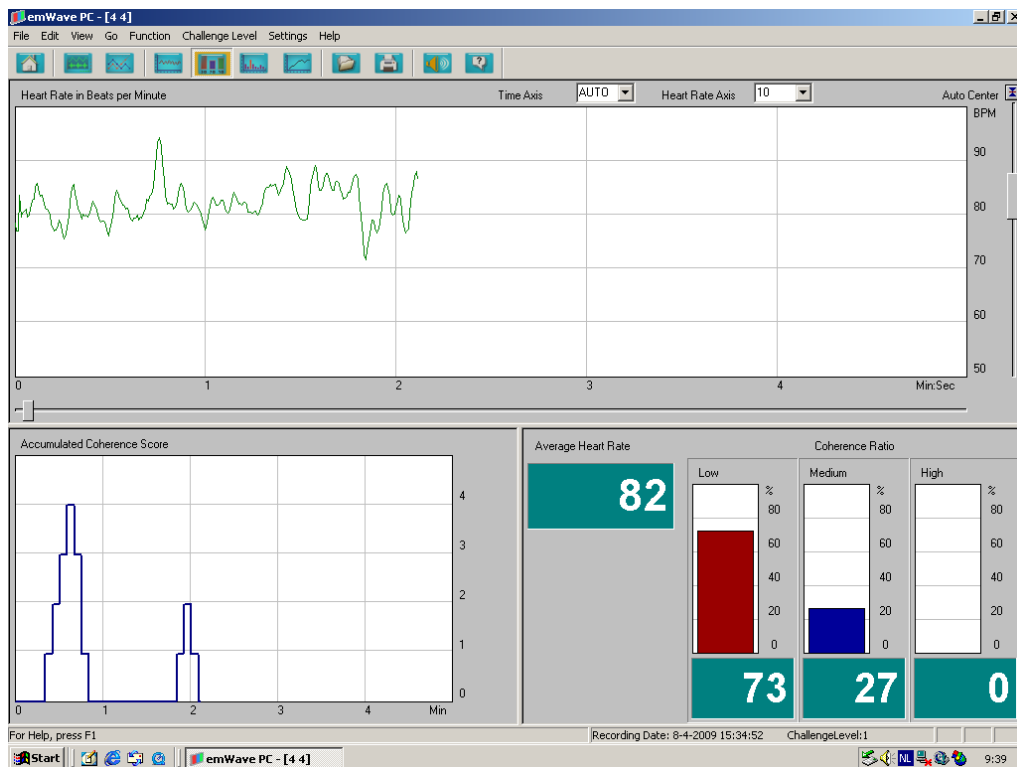 emWave PC - [4 4]
File Edit View Go Function Challenge Level Settings Help
Heart Rate in Beats per Minute Time Axis AUTO Heart Rate Axis 10 Auto Center
BPM
90
80
70
60
50
0 1 2 3 4 Min:Sec
Accumulated Coherence Score
4
3
2
1
0
0 1 2 3 4 Min
Average Heart Rate
82
Coherence Ratio
Low Medium High
% % %
80 80 80
60 60 60
40 40 40
20 20 20
0 0 0
73 27 0
For Help, press F1 Recording Date: 8-4-2009 15:34:52 ChallengeLevel:1
Start emWave PC - [4 4] NL 9:39